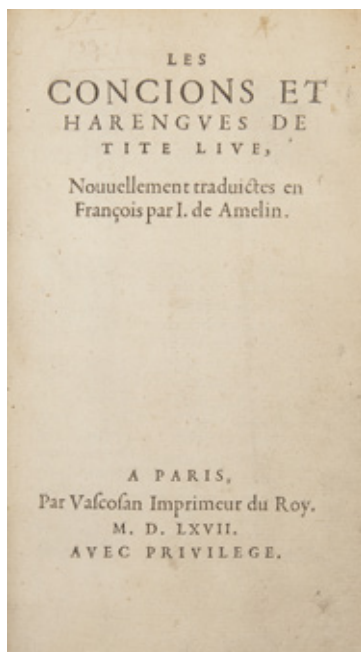 LES
CONCIONS ET
HARENGVES DE
TITE LIVE,
Nouuellement traduictes en
François par I. de Amelin.
A PARIS,
Par Vaſcoſan Imprimeur du Roy.
M. D. LXVII.
AVEC PRIVILEGE.